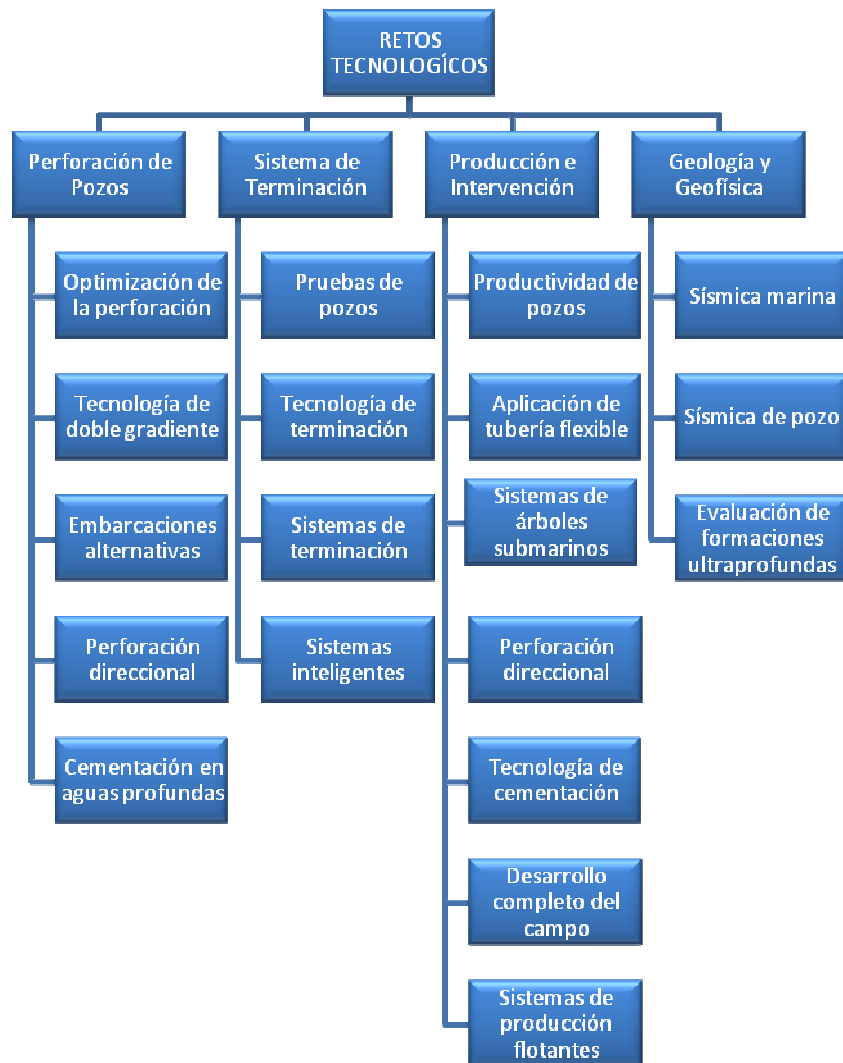 RETOS
TECNOLOGÍCOS
Perforación de
Pozos
Sistema de
Terminación
Producción e
Intervención
Geología y
Geofísica
Optimización de
la perforación
Tecnología de
doble gradiente
Embarcaciones
alternativas
Perforación
direccional
Cementación en
aguas profundas
Pruebas de
pozos
Tecnología de
terminación
Sistemas de
terminación
Sistemas
inteligentes
Productividad de
pozos
Aplicación de
tubería flexible
Sistemas de
árboles
submarinos
Perforación
direccional
Tecnología de
cementación
Desarrollo
completo del
campo
Sistemas de
producción
flotantes
Sísmica marina
Sísmica de pozo
Evaluación de
formaciones
ultraprofundas